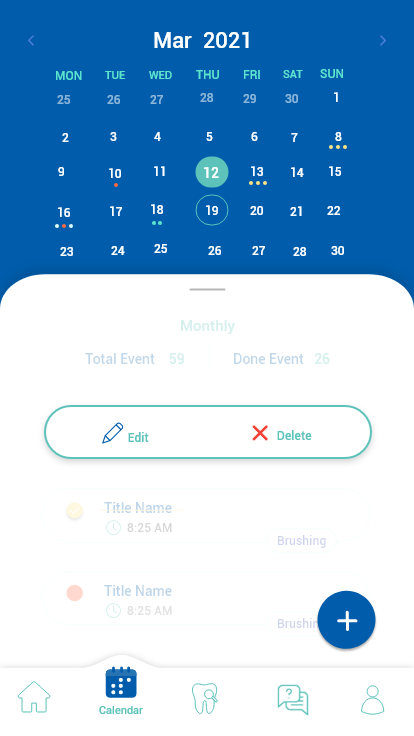 Mar 2021
MON TUE WED THU FRI SAT SUN
25 26 27 28 29 30 1
2 3 4 5 6 7 8
9 10 11 12 13 14 15
16 17 18 19 20 21 22
23 24 25 26 27 28 30
Monthly
Total Event 59 Done Event 26
Edit Delete
Title Name
8:25 AM
Brushing
Title Name
8:25 AM
Brushin
?
Calendar